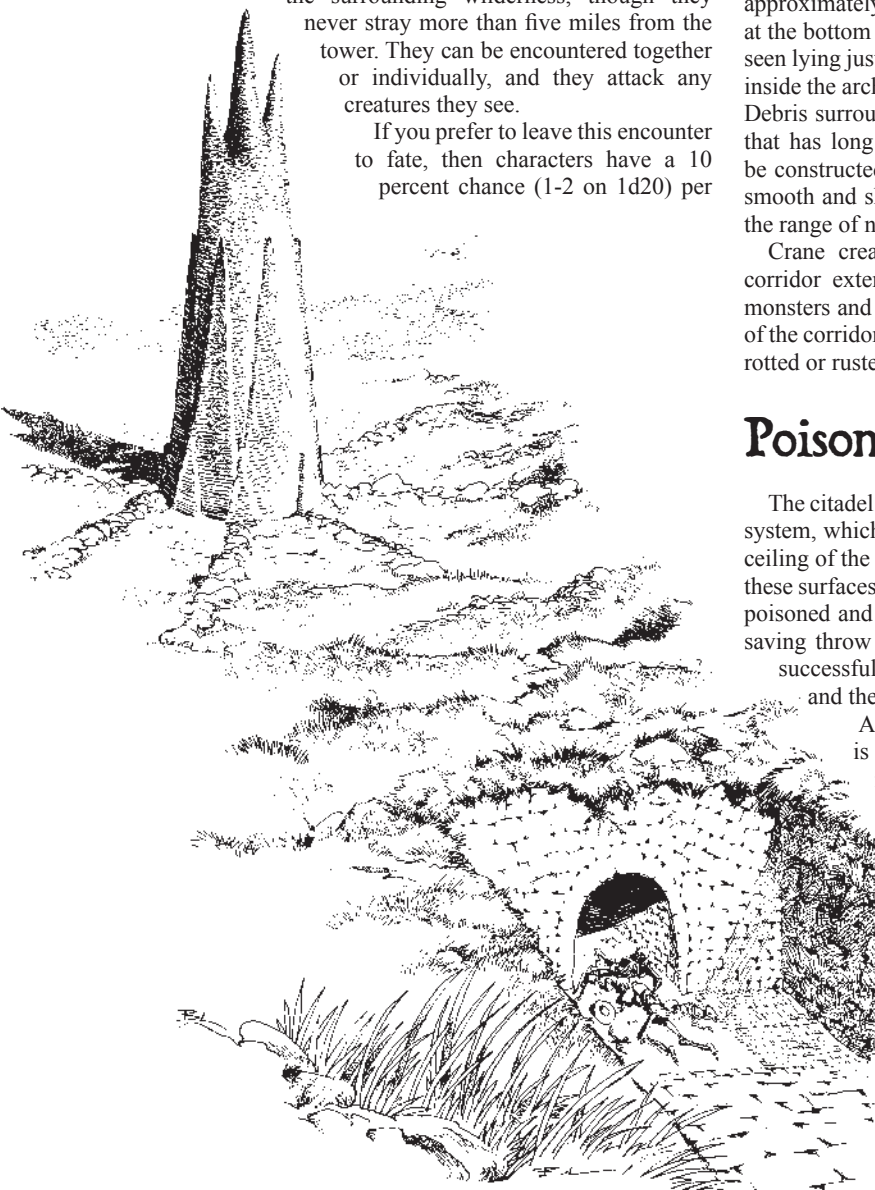 the surrounding wilderness, though they
never stray more than five miles from the
tower. They can be encountered together
or individually, and they attack any
creatures they see.
If you prefer to leave this encounter
to fate, then characters have a 10
percent chance (1-2 on 1d20) per
approximately
at the bottom
seen lying jus
inside the arch
Debris surrou
that has long
be constructed
smooth and sl
the range of n
Crane crea
corridor exter
monsters and
of the corridor
rotted or ruste
Poison
The citadel
system, which
ceiling of the
these surfaces
poisoned and
saving throw
successful
and the
A
is
BL